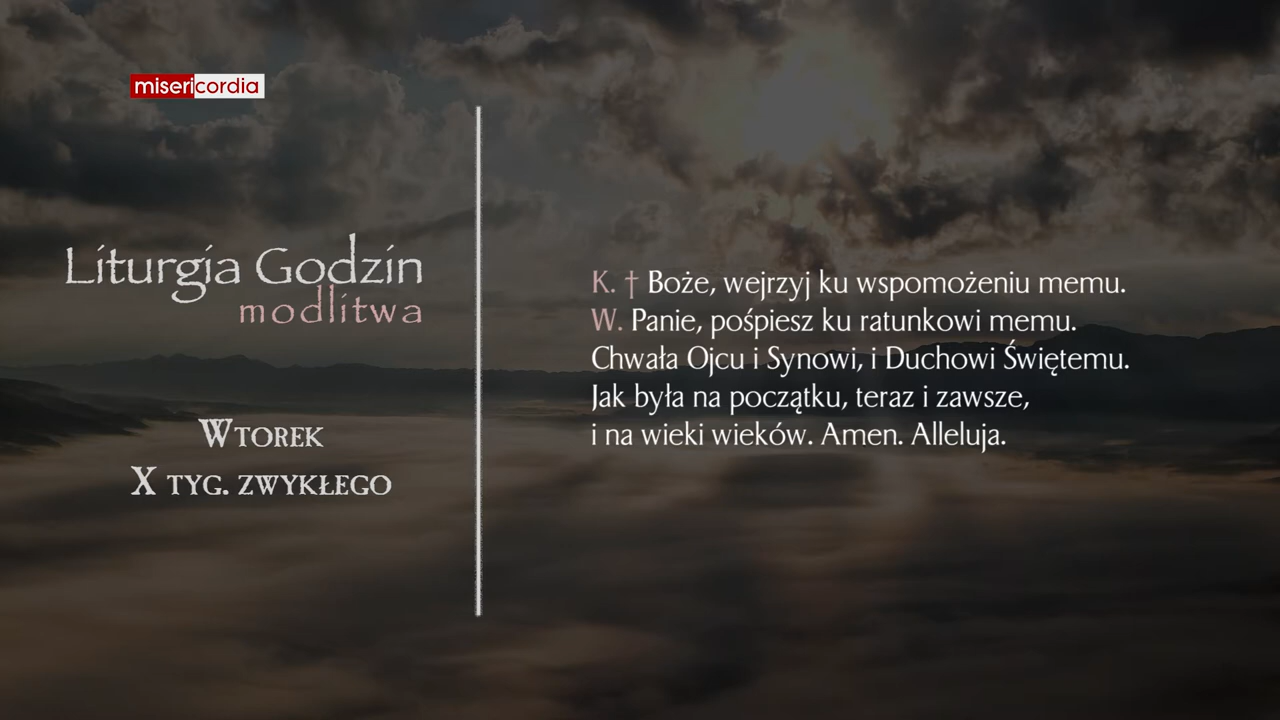 misericordia
Liturgia Godzin
modlitwa
Wtorek
X tyg. zwykłego
K. † Boże, wejrzyj ku wspomożeniu memu.
W. Panie, pośpiesz ku ratunkowi memu.
Chwała Ojcu i Synowi, i Duchowi Świętemu.
Jak była na początku, teraz i zawsze,
i na wieki wieków. Amen. Alleluja.